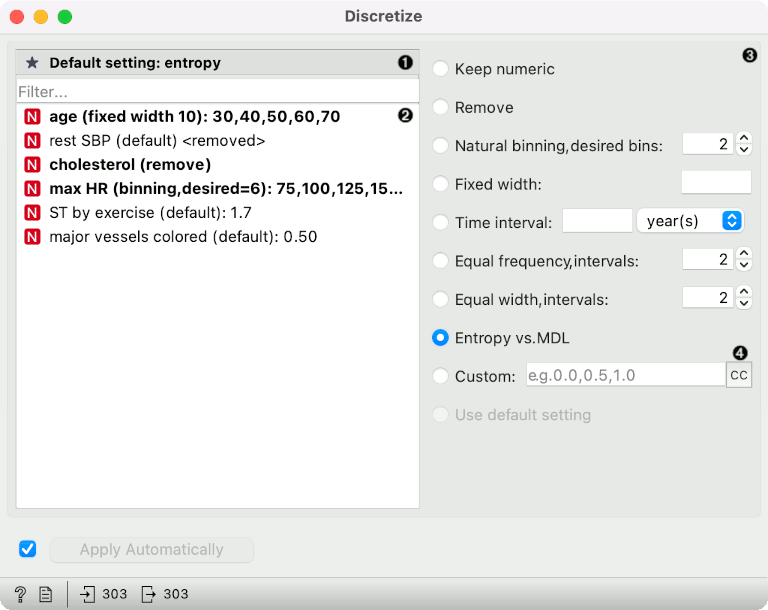 Discretize
Default setting: entropy ❶
Filter...
N age (fixed width 10): 30,40,50,60,70 ❷
N rest SBP (default) <removed>
N cholesterol (remove)
N max HR (binning,desired=6): 75,100,125,15...
N ST by exercise (default): 1.7
N major vessels colored (default): 0.50
❸
Keep numeric
Remove
Natural binning,desired bins: 2
Fixed width:
Time interval: year(s)
Equal frequency,intervals: 2
Equal width,intervals: 2
Entropy vs.MDL
❹
Custom: e.g.0.0,0.5,1.0 CC
Use default setting
Apply Automatically
? 303 303